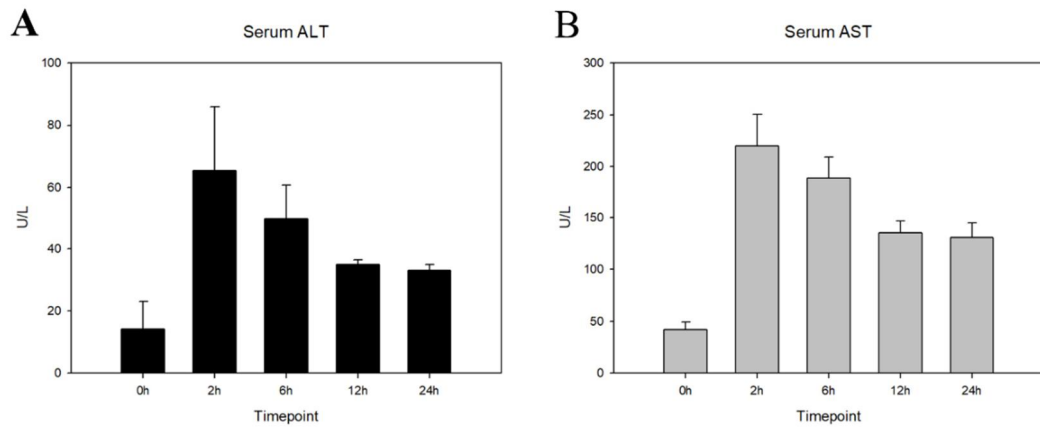 A
Serum ALT
100
80
60
40
20
0
U/L
0h 2h 6h 12h 24h
Timepoint
B
Serum AST
300
250
200
150
100
50
0
U/L
0h 2h 6h 12h 24h
Timepoint